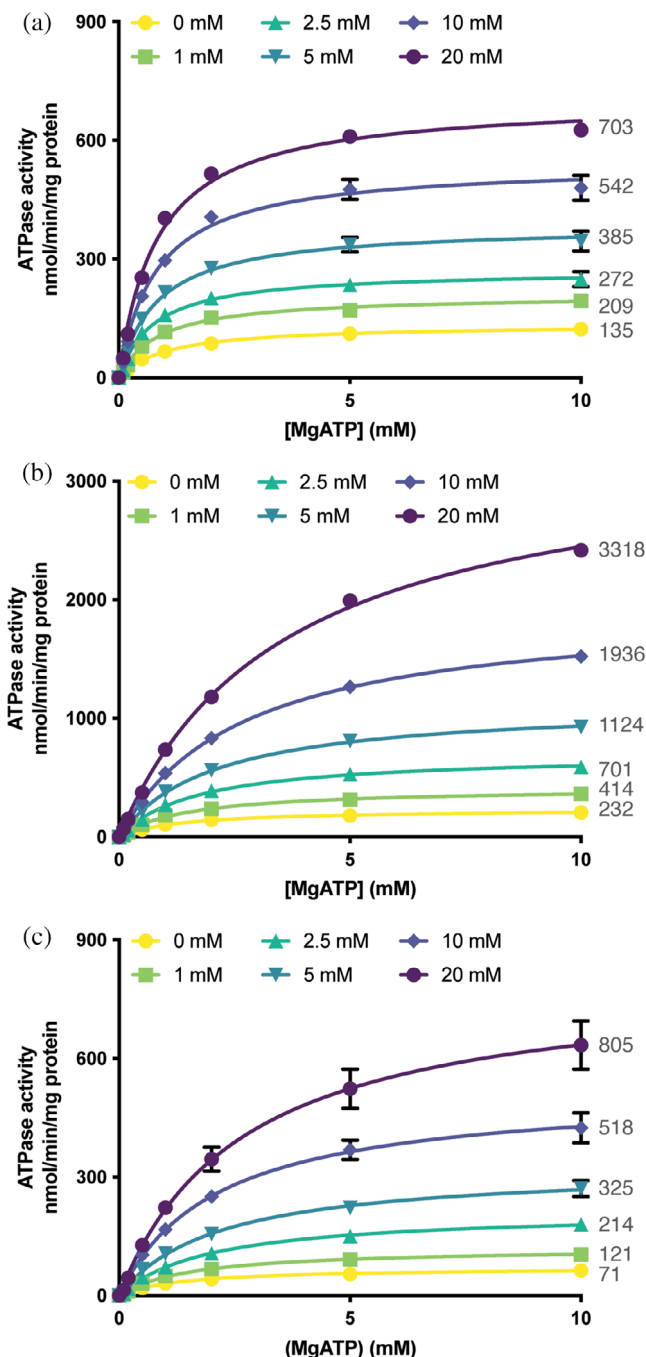 (a)
900
0 mM
2.5 mM
10 mM
1 mM
5 mM
20 mM
ATPase activity
nmol/min/mg protein
600
300
0
703
542
385
272
209
135
0
5
10
[MgATP] (mM)
(b)
3000
0 mM
2.5 mM
10 mM
1 mM
5 mM
20 mM
ATPase activity
nmol/min/mg protein
2000
1000
0
3318
1936
1124
701
414
232
0
5
10
[MgATP] (mM)
(c)
900
0 mM
2.5 mM
10 mM
1 mM
5 mM
20 mM
ATPase activity
nmol/min/mg protein
600
300
0
805
518
325
214
121
71
0
5
10
(MgATP) (mM)